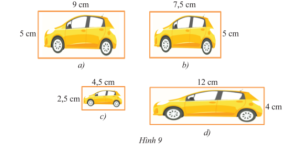 9 cm
7,5 cm
5 cm
5 cm
a)
b)
4,5 cm
12 cm
2,5 cm
4 cm
c)
d)
Hình 9